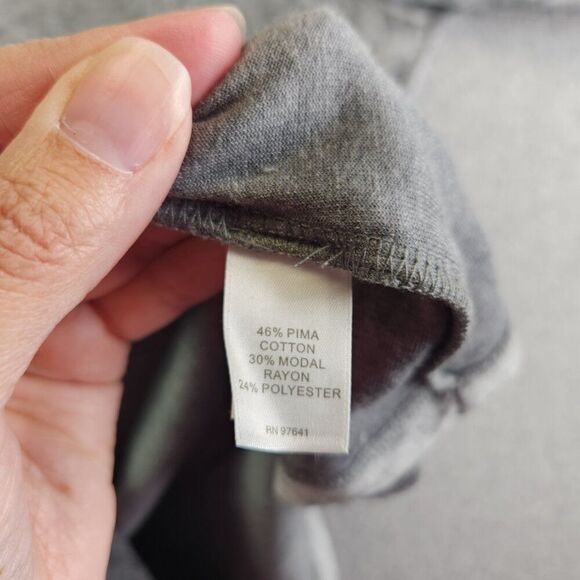 46% PIMA
COTTON
30% MODAL
RAYON
24% POLYESTER
RN 97641